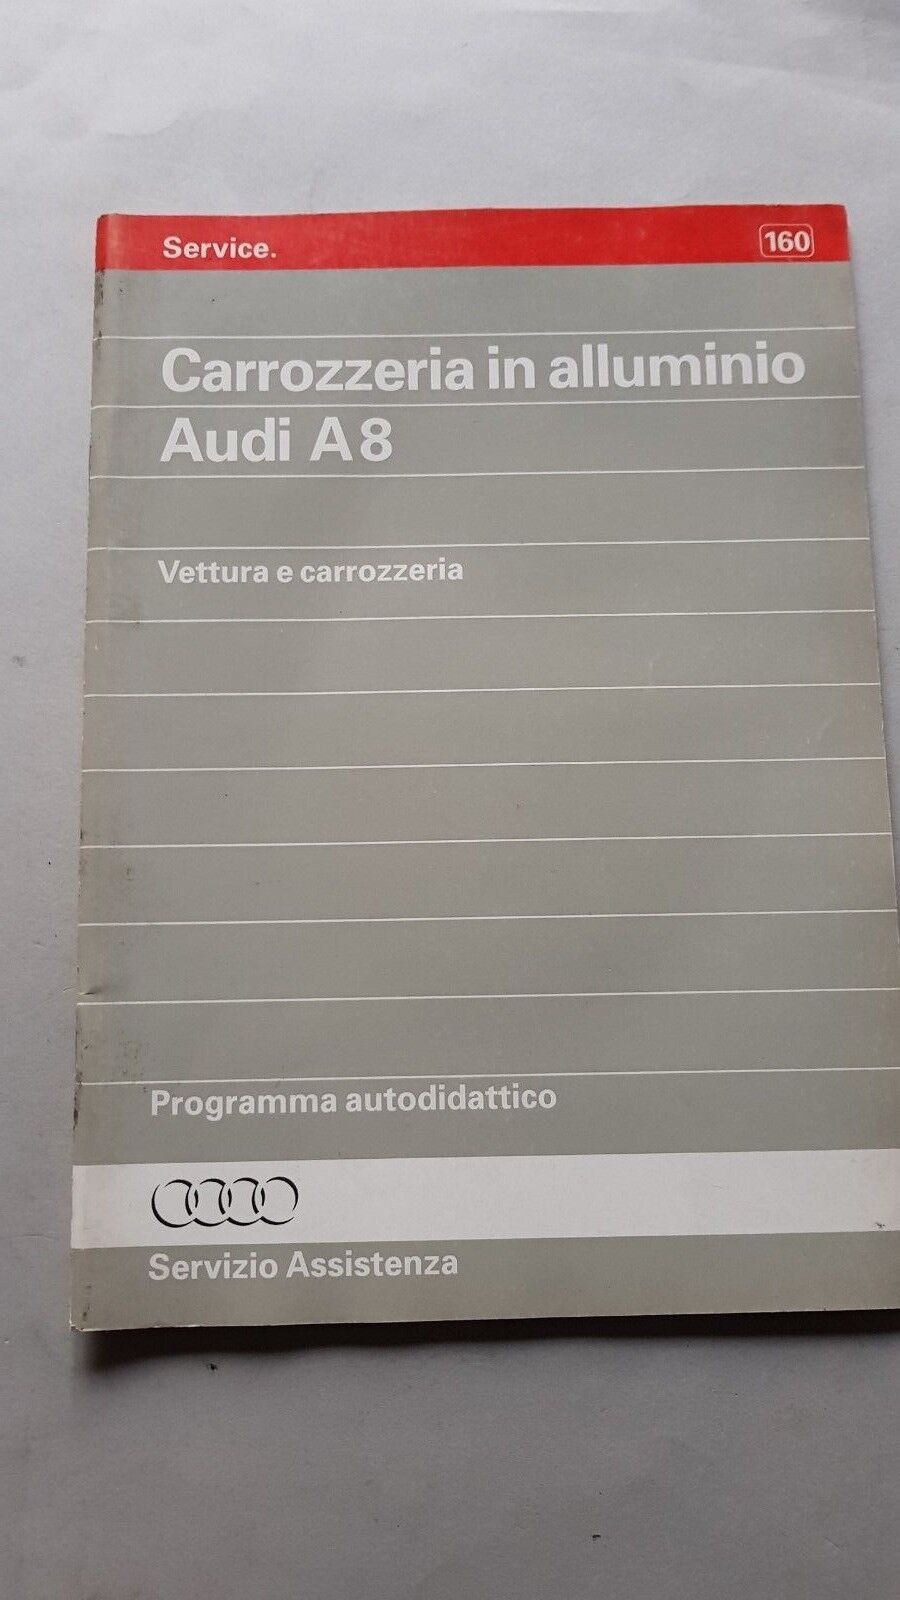 Service.
160
Carrozzeria in alluminio
Audi A8
Vettura e carrozzeria
Programma autodidattico
Servizio Assistenza